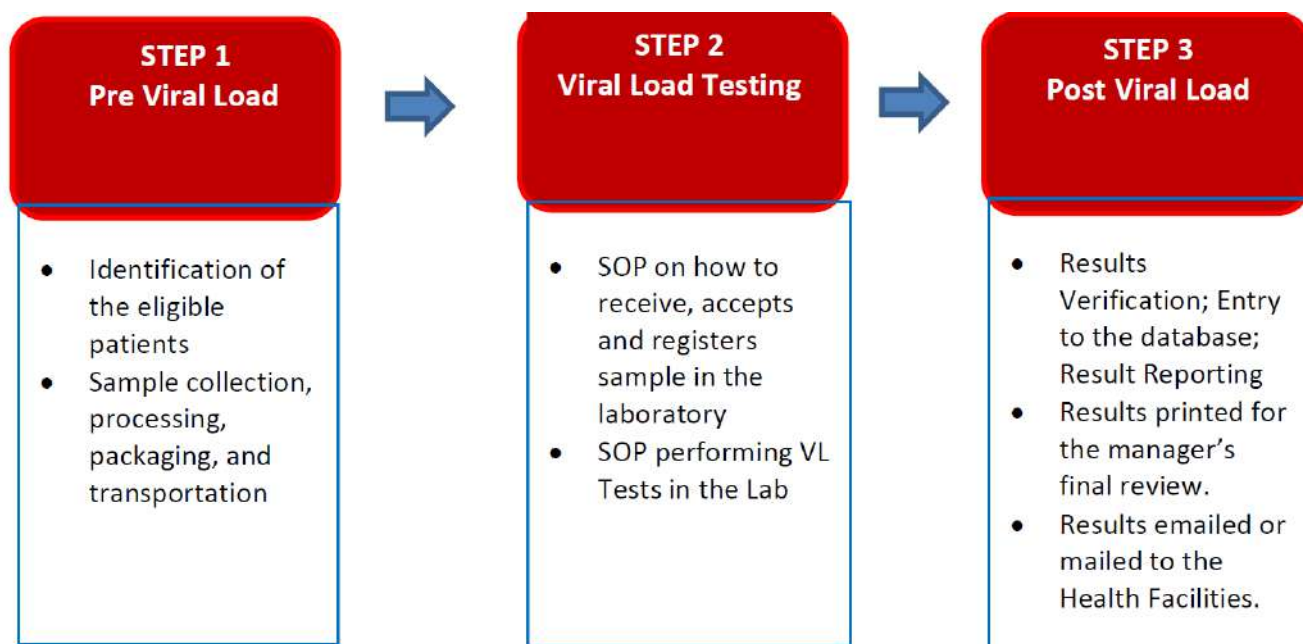 STEP 1
Pre Viral Load
• Identification of
the eligible
patients
• Sample collection,
processing,
packaging, and
transportation
STEP 2
Viral Load Testing
• SOP on how to
receive, accepts
and registers
sample in the
laboratory
• SOP performing VL
Tests in the Lab
STEP 3
Post Viral Load
• Results
Verification; Entry
to the database;
Result Reporting
• Results printed for
the manager’s
final review.
• Results emailed or
mailed to the
Health Facilities.